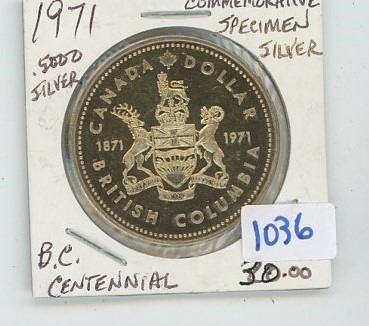 1971
COMMEMORATIVE
SPECIMEN
SILVER
.5000
SILVER
CANADA DOLLAR
1871 1971
BRITISH COLUMBIA
1036
B.C.
CENTENNIAL
30.00